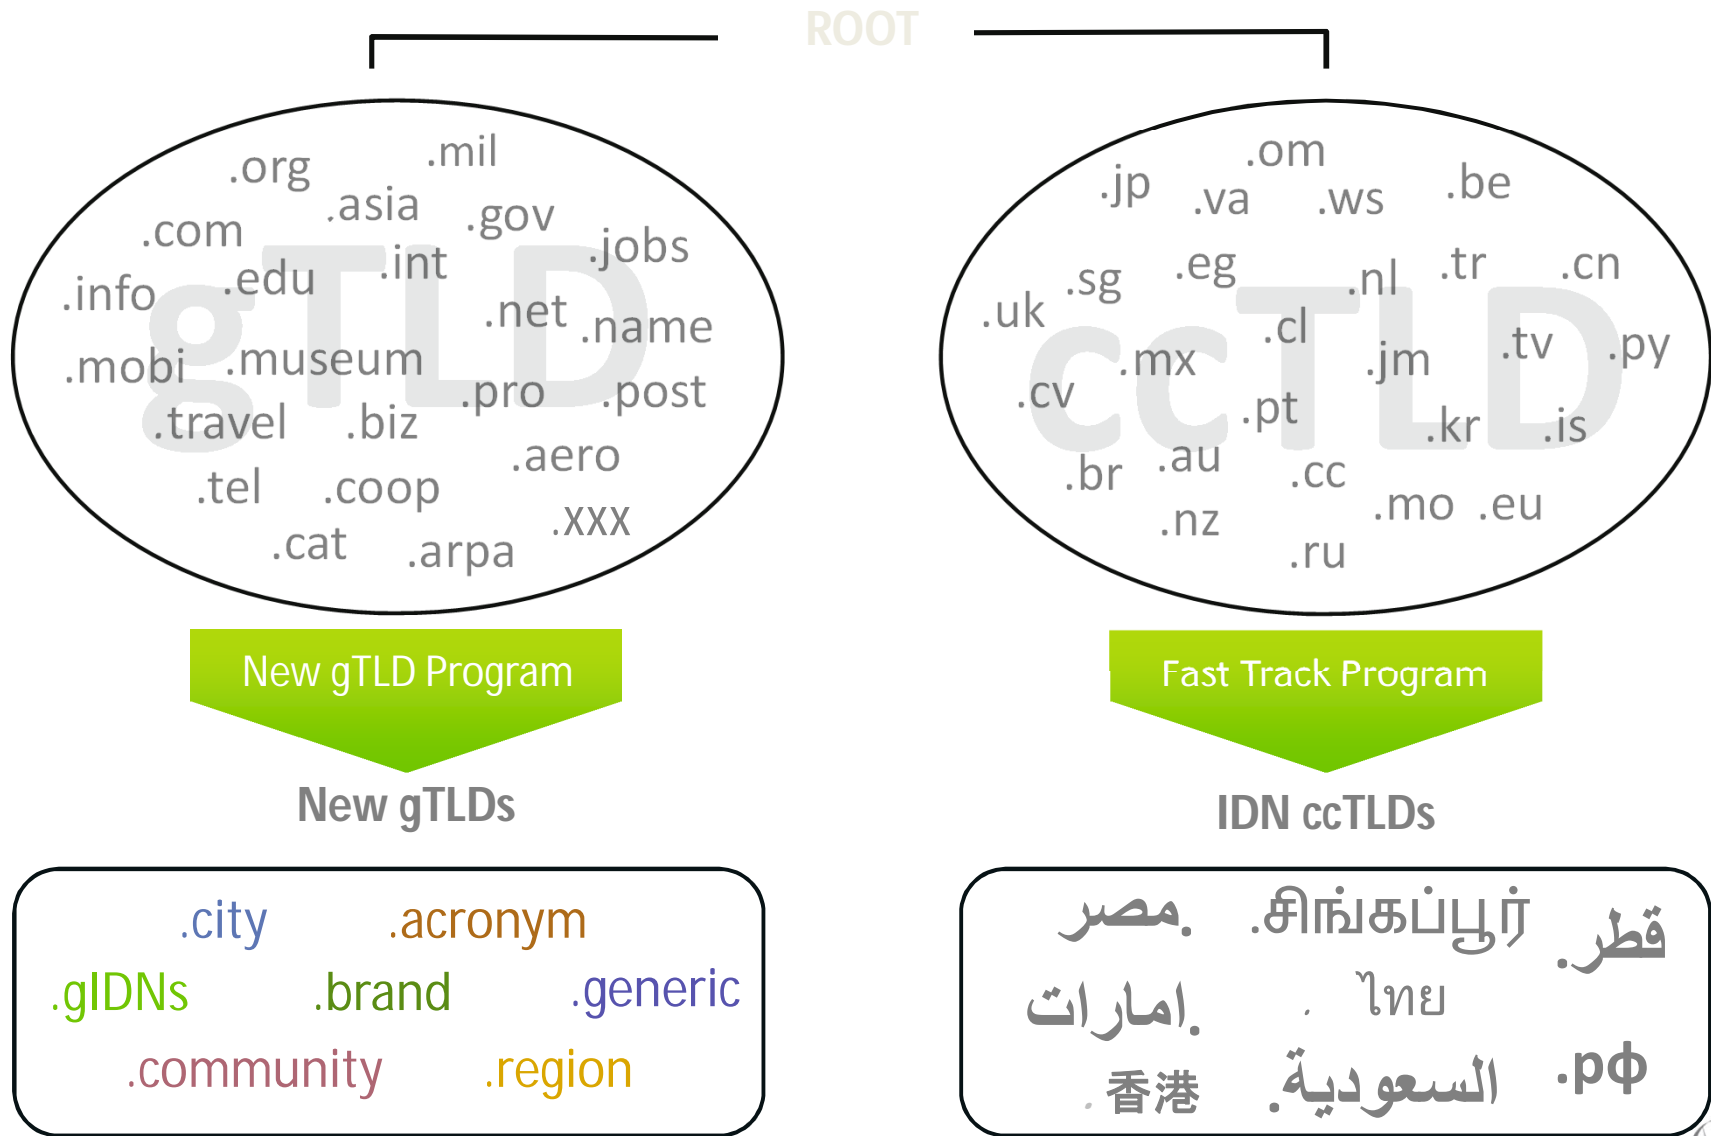 ROOT
gTLD
.org
.mil
.asia
.gov
.com
.jobs
.int
.edu
.info
.net
.name
.museum
.mobi
.pro
.post
.travel
.biz
.aero
.tel
.coop
.xxx
.cat
.arpa
ccTLD
.om
.jp
.va
.ws
.be
.eg
.tr
.cn
.sg
.nl
.uk
.cl
.tv
.py
.mx
.jm
.cv
.pt
.kr
.is
.au
.br
.cc
.mo
.eu
.nz
.ru
New gTLD Program
Fast Track Program
New gTLDs
IDN ccTLDs
.city
.acronym
.gIDNs
.brand
.generic
.community
.region
.مصر
.சிங்கப்பூர்
.قطر
.امارات
. ไทย
.香港
.السعودية
.рф